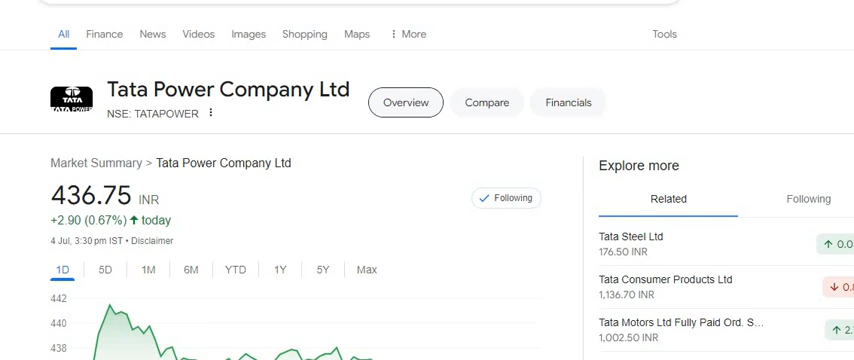 All Finance News Videos Images Shopping Maps More Tools
TATA
TATA POWER
Tata Power Company Ltd
NSE: TATAPOWER
Overview Compare Financials
Market Summary > Tata Power Company Ltd
436.75 INR
Following
+2.90 (0.67%) today
4 Jul, 3:30 pm IST • Disclaimer
1D 5D 1M 6M YTD 1Y 5Y Max
442
440
438
Explore more
Related Following
Tata Steel Ltd
176.50 INR
Tata Consumer Products Ltd
1,136.70 INR
Tata Motors Ltd Fully Paid Ord. S...
1,002.50 INR